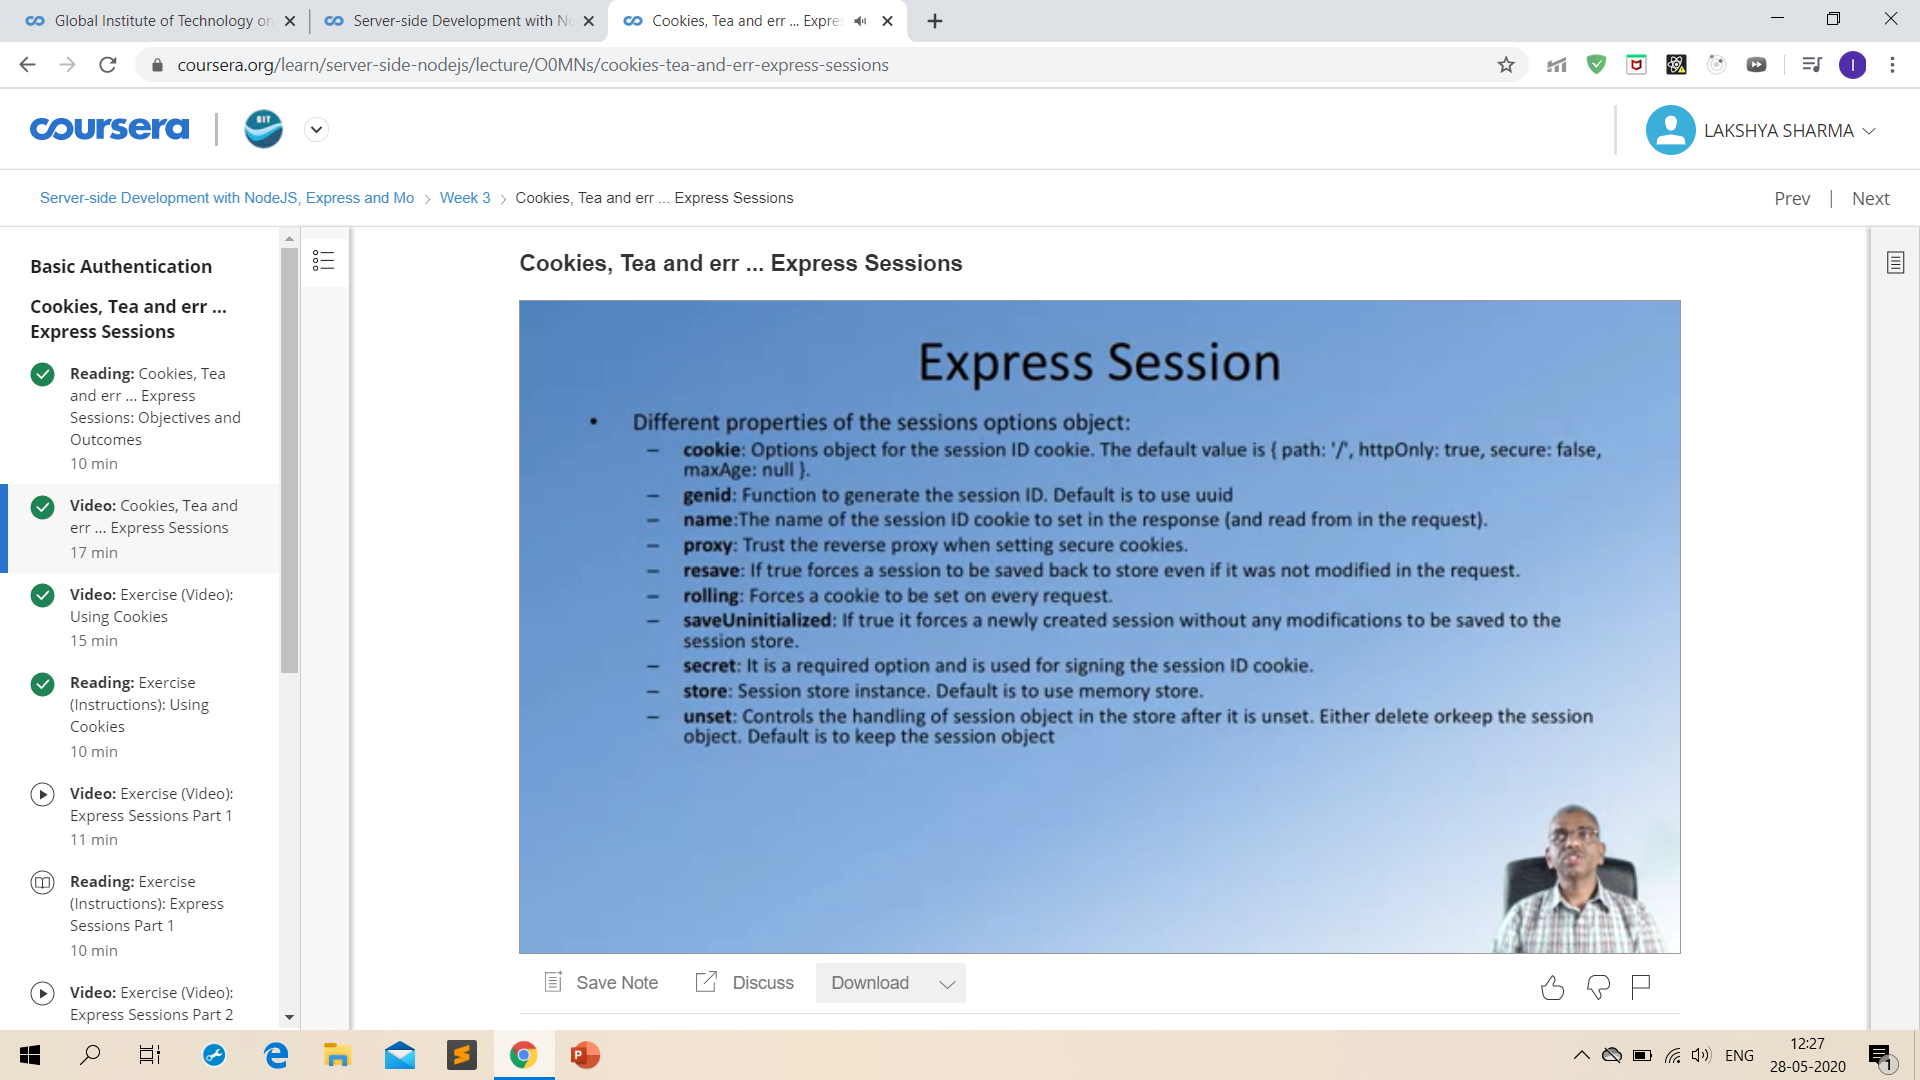 Global Institute of Technology on
Server-side Development with N
Cookies, Tea and err ... Expres
coursera.org/learn/server-side-nodejs/lecture/O0MNs/cookies-tea-and-err-express-sessions
I
coursera
GIT
LAKSHYA SHARMA
Server-side Development with NodeJS, Express and Mo > Week 3 > Cookies, Tea and err ... Express Sessions
Prev | Next
Basic Authentication
Cookies, Tea and err ...
Express Sessions
Reading: Cookies, Tea
and err ... Express
Sessions: Objectives and
Outcomes
10 min
Video: Cookies, Tea and
err ... Express Sessions
17 min
Video: Exercise (Video):
Using Cookies
15 min
Reading: Exercise
(Instructions): Using
Cookies
10 min
Video: Exercise (Video):
Express Sessions Part 1
11 min
Reading: Exercise
(Instructions): Express
Sessions Part 1
10 min
Video: Exercise (Video):
Express Sessions Part 2
Cookies, Tea and err ... Express Sessions
Express Session
• Different properties of the sessions options object:
– cookie: Options object for the session ID cookie. The default value is { path: '/', httpOnly: true, secure: false,
maxAge: null }.
– genid: Function to generate the session ID. Default is to use uuid
– name:The name of the session ID cookie to set in the response (and read from in the request).
– proxy: Trust the reverse proxy when setting secure cookies.
– resave: If true forces a session to be saved back to store even if it was not modified in the request.
– rolling: Forces a cookie to be set on every request.
– saveUninitialized: If true it forces a newly created session without any modifications to be saved to the
session store.
– secret: It is a required option and is used for signing the session ID cookie.
– store: Session store instance. Default is to use memory store.
– unset: Controls the handling of session object in the store after it is unset. Either delete orkeep the session
object. Default is to keep the session object
Save Note
Discuss
Download
ENG
12:27
28-05-2020
1